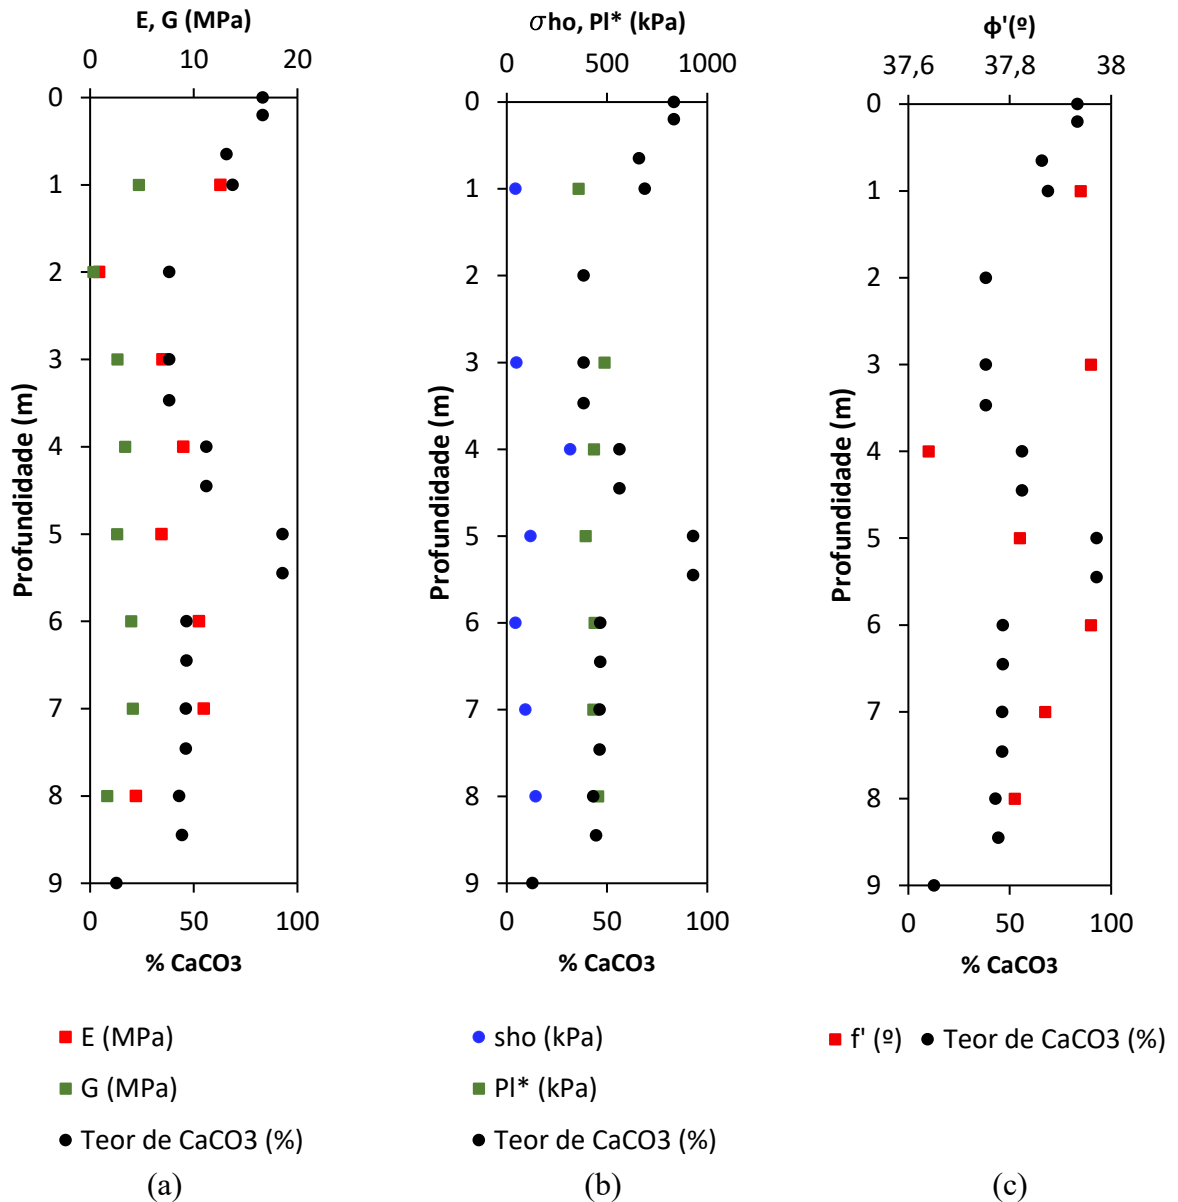 E, G (MPa)
0 10 20
0
1
2
3
4
5
6
7
8
9
Profundidade (m)
0 50 100
% CaCO3
E (MPa)
G (MPa)
Teor de CaCO3 (%)
(a)
σho, Pl* (kPa)
0 500 1000
0
1
2
3
4
5
6
7
8
9
Profundidade (m)
0 50 100
% CaCO3
sho (kPa)
Pl* (kPa)
Teor de CaCO3 (%)
(b)
ϕ'(º)
37,6 37,8 38
0
1
2
3
4
5
6
7
8
9
Profundidade (m)
0 50 100
% CaCO3
f' (º) Teor de CaCO3 (%)
(c)